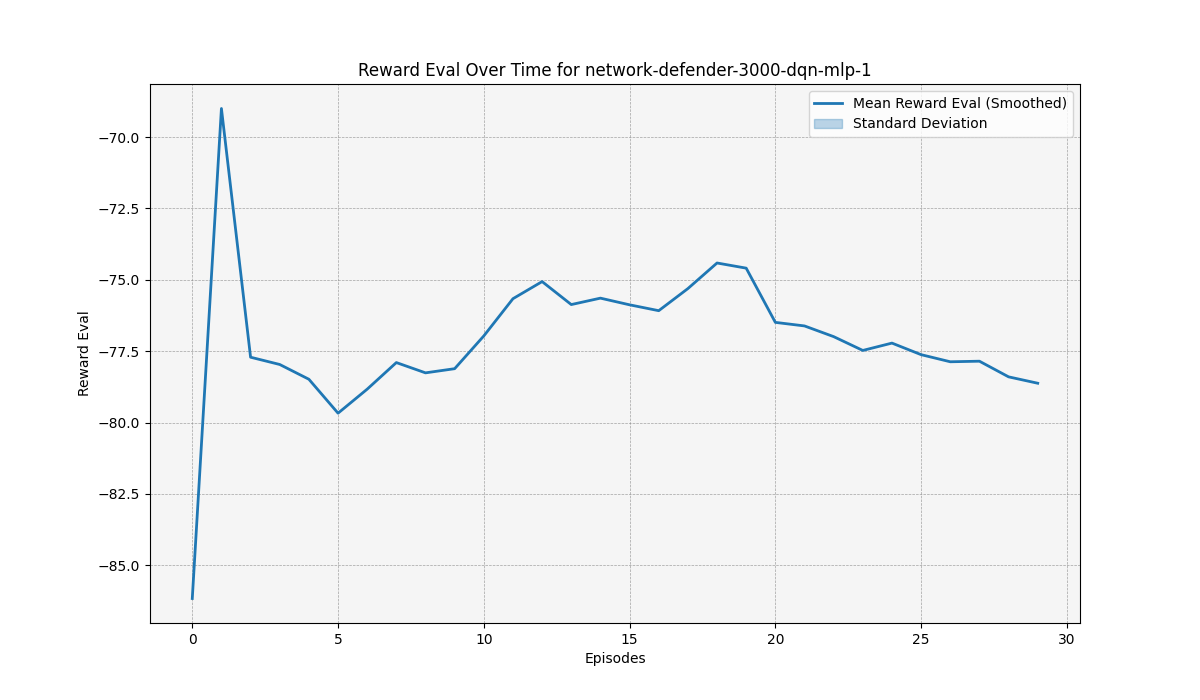 Reward Eval Over Time for network-defender-3000-dqn-mlp-1
Mean Reward Eval (Smoothed)
Standard Deviation
Reward Eval
−70.0
−72.5
−75.0
−77.5
−80.0
−82.5
−85.0
0
5
10
15
20
25
30
Episodes